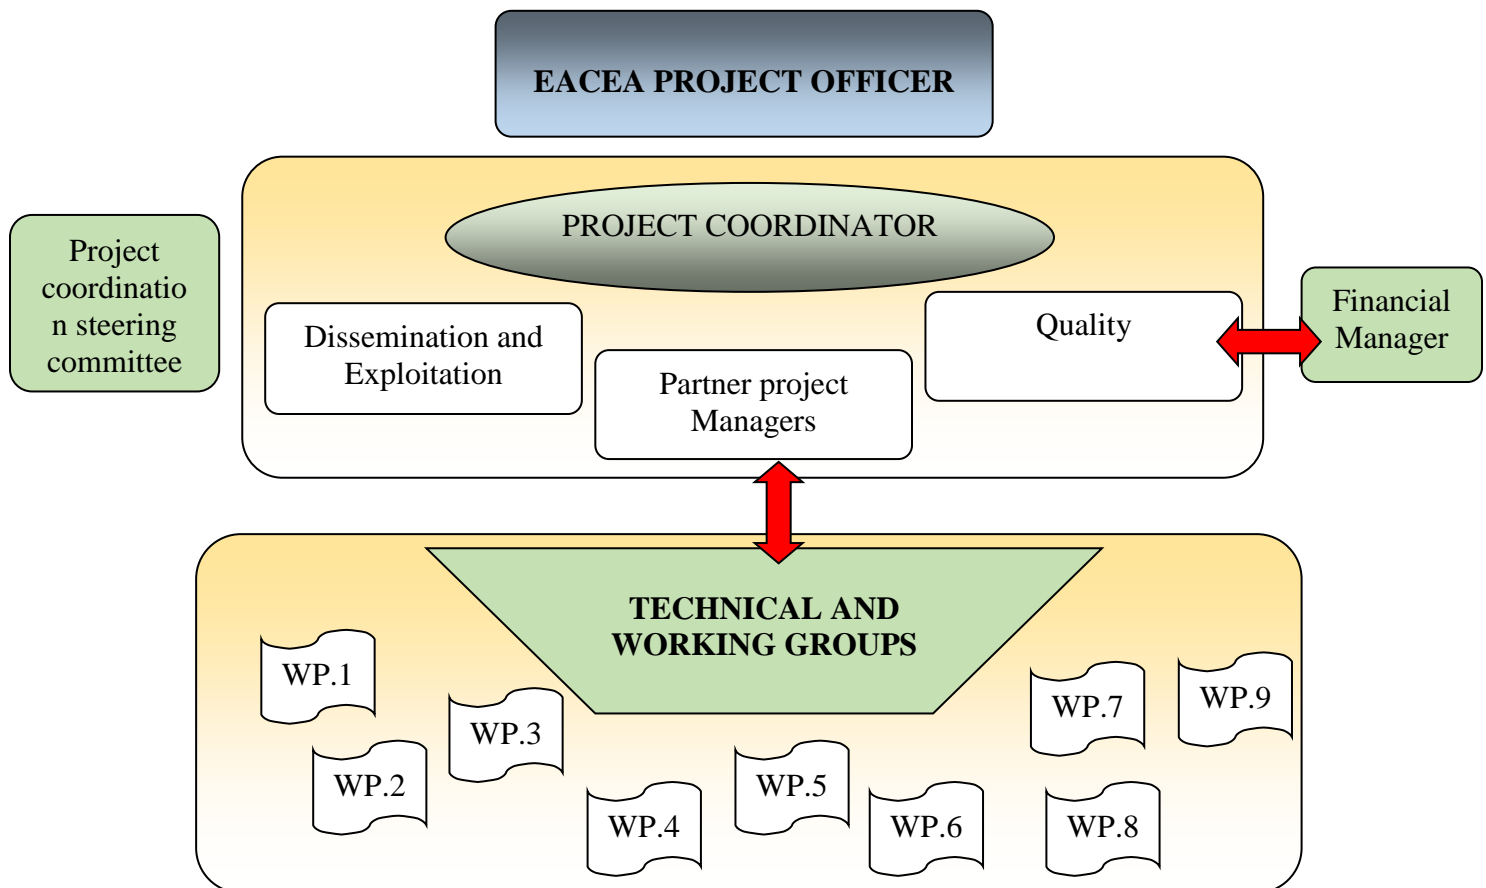 EACEA PROJECT OFFICER
PROJECT COORDINATOR
Project
coordinatio
n steering
committee
Dissemination and
Exploitation
Partner project
Managers
Quality
Financial
Manager
TECHNICAL AND
WORKING GROUPS
WP.1
WP.2
WP.3
WP.4
WP.5
WP.6
WP.7
WP.8
WP.9